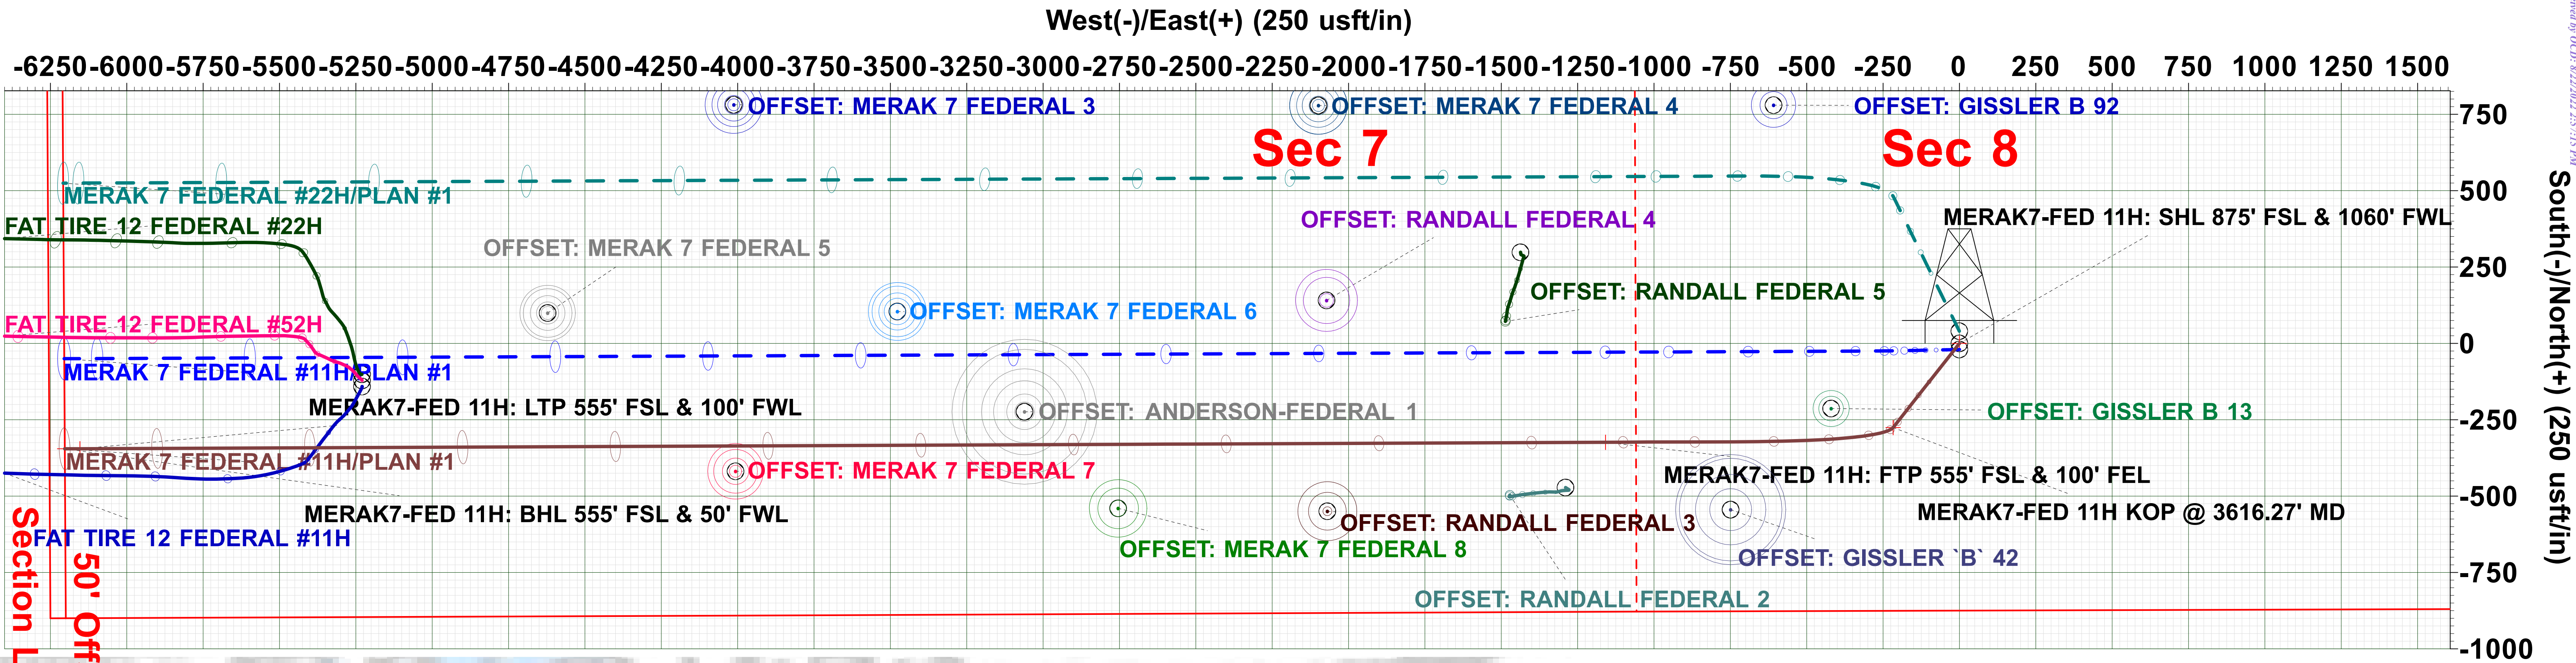 West(-)/East(+) (250 usft/in)
-6250 -6000 -5750 -5500 -5250 -5000 -4750 -4500 -4250 -4000 -3750 -3500 -3250 -3000 -2750 -2500 -2250 -2000 -1750 -1500 -1250 -1000 -750 -500 -250 0 250 500 750 1000 1250 1500
OFFSET: MERAK 7 FEDERAL 3
OFFSET: MERAK 7 FEDERAL 4
OFFSET: GISSLER B 92
750
Sec 7
Sec 8
MERAK 7 FEDERAL #22H/PLAN #1
500
FAT TIRE 12 FEDERAL #22H
OFFSET: RANDALL FEDERAL 4
MERAK7-FED 11H: SHL 875' FSL & 1060' FWL
OFFSET: MERAK 7 FEDERAL 5
250
OFFSET: RANDALL FEDERAL 5
OFFSET: MERAK 7 FEDERAL 6
FAT TIRE 12 FEDERAL #52H
0
MERAK 7 FEDERAL #11H/PLAN #1
MERAK7-FED 11H: LTP 555' FSL & 100' FWL
OFFSET: ANDERSON-FEDERAL 1
OFFSET: GISSLER B 13
-250
South(-)/North(+) (250 usft/in)
MERAK 7 FEDERAL #11H/PLAN #1
OFFSET: MERAK 7 FEDERAL 7
MERAK7-FED 11H: FTP 555' FSL & 100' FEL
-500
MERAK7-FED 11H: BHL 555' FSL & 50' FWL
MERAK7-FED 11H KOP @ 3616.27' MD
OFFSET: RANDALL FEDERAL 3
FAT TIRE 12 FEDERAL #11H
OFFSET: MERAK 7 FEDERAL 8
OFFSET: GISSLER `B` 42
-750
OFFSET: RANDALL FEDERAL 2
Section L
50' Off
-1000